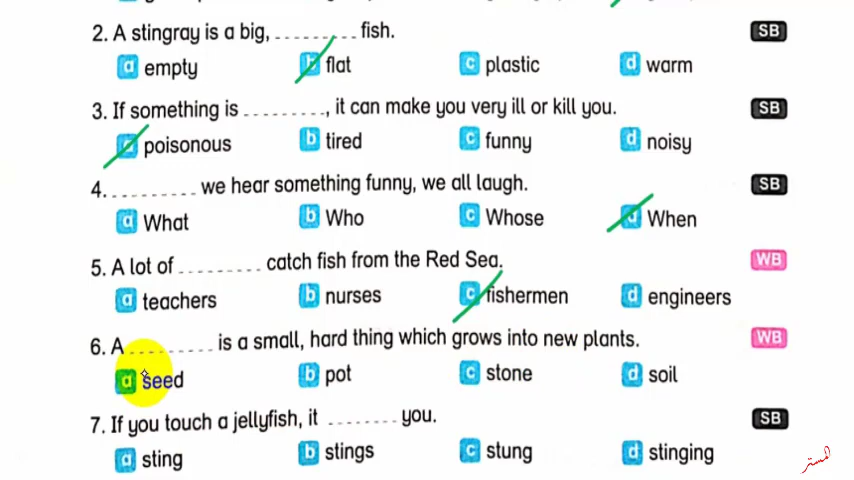 2. A stingray is a big, ......... fish. SB
a empty b flat c plastic d warm
3. If something is ........., it can make you very ill or kill you. SB
a poisonous b tired c funny d noisy
4. ......... we hear something funny, we all laugh. SB
a What b Who c Whose d When
5. A lot of ......... catch fish from the Red Sea. WB
a teachers b nurses c fishermen d engineers
6. A ......... is a small, hard thing which grows into new plants. WB
a seed b pot c stone d soil
7. If you touch a jellyfish, it ........ you. SB
a sting b stings c stung d stinging
المستر